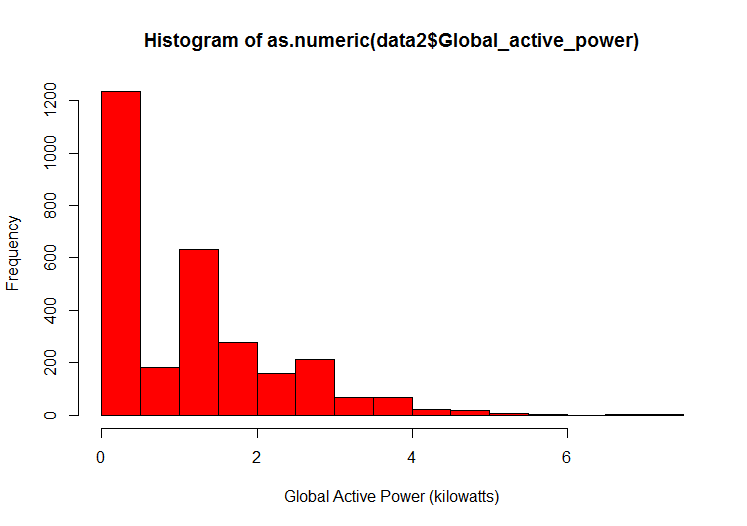 Histogram of as.numeric(data2$Global_active_power)
Frequency
1200
1000
800
600
400
200
0
0 2 4 6
Global Active Power (kilowatts)